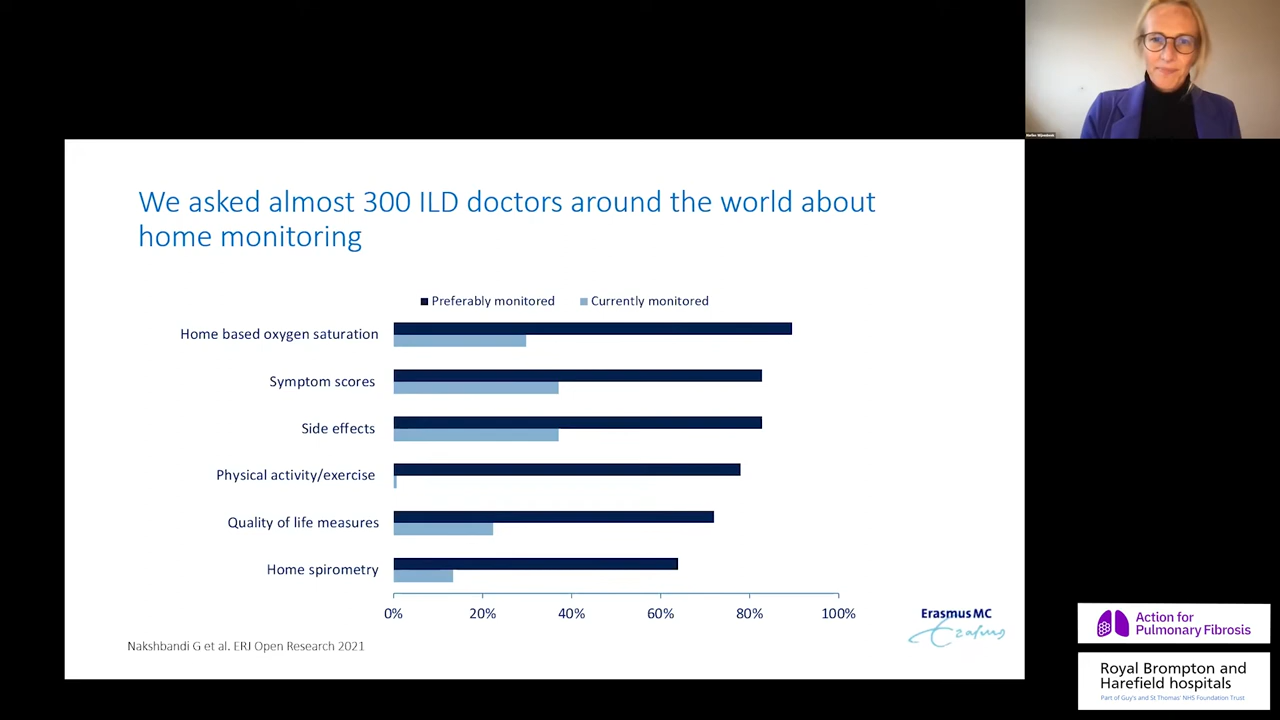 We asked almost 300 ILD doctors around the world about
home monitoring
Preferably monitored
Currently monitored
Home based oxygen saturation
Symptom scores
Side effects
Physical activity/exercise
Quality of life measures
Home spirometry
0%
20%
40%
60%
80%
100%
Nakshbandi G et al. ERJ Open Research 2021
Erasmus MC
Erasmus
Action for
Pulmonary Fibrosis
Royal Brompton and
Harefield hospitals
Part of Guy's and St Thomas' NHS Foundation Trust